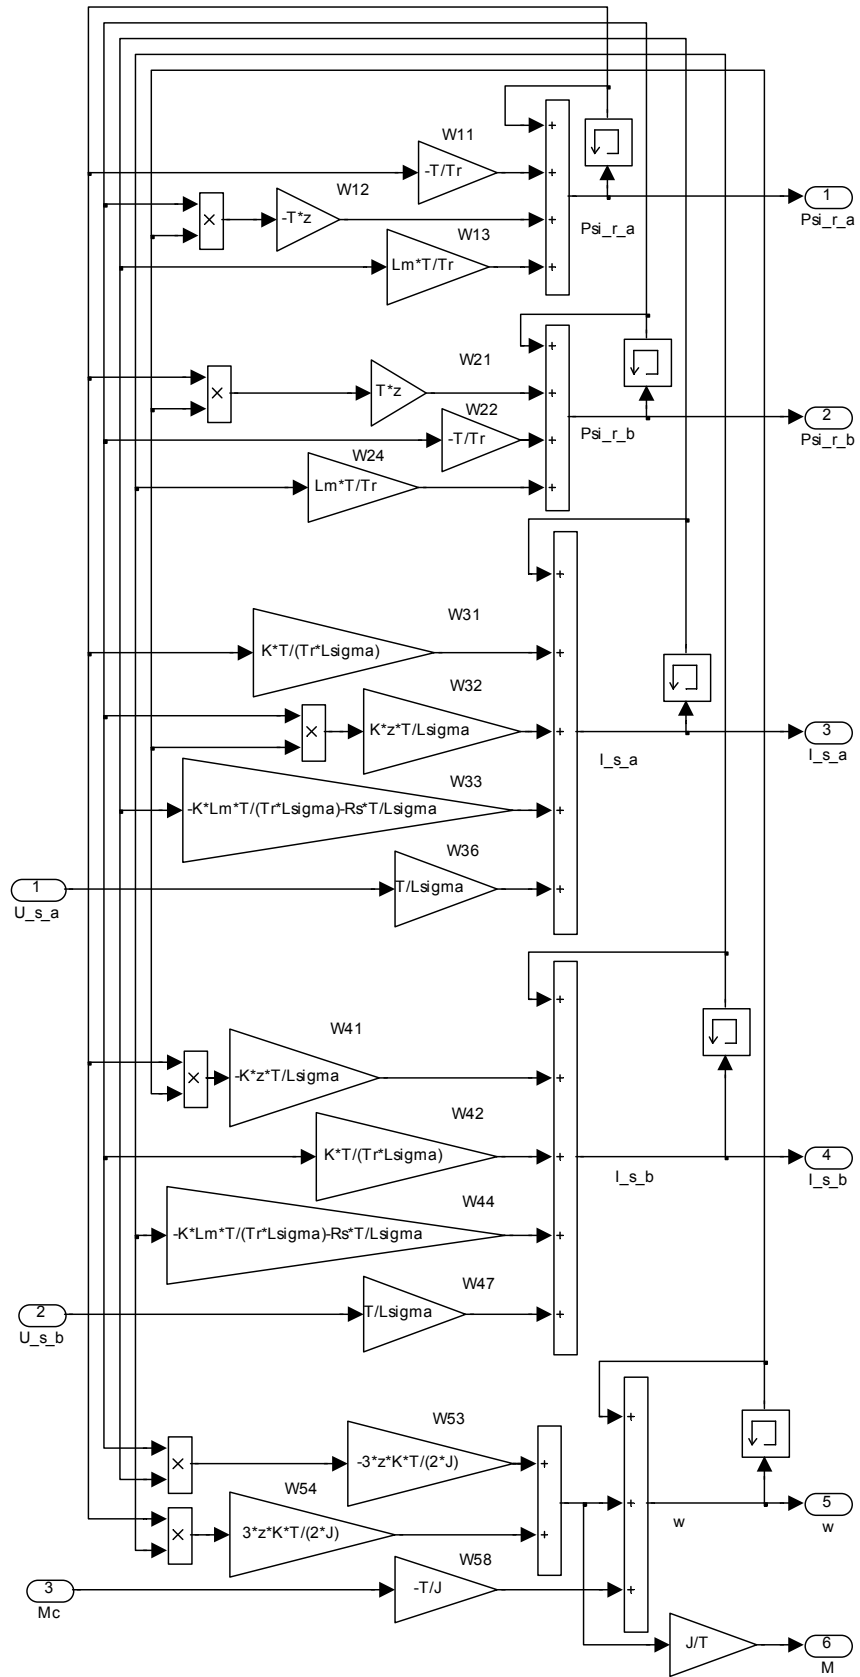 W11
+
-T/Tr
+
W12
1
×
-T*z
+
Psi_r_a
Psi_r_a
W13
Lm*T/Tr
+
+
W21
×
T*z
+
W22
2
-T/Tr
+
Psi_r_b
Psi_r_b
W24
Lm*T/Tr
+
+
W31
K*T/(Tr*Lsigma)
+
W32
×
K*z*T/Lsigma
+
3
I_s_a
I_s_a
W33
-K*Lm*T/(Tr*Lsigma)-Rs*T/Lsigma
+
W36
1
T/Lsigma
+
U_s_a
+
W41
×
-K*z*T/Lsigma
+
W42
K*T/(Tr*Lsigma)
+
4
I_s_b
I_s_b
W44
-K*Lm*T/(Tr*Lsigma)-Rs*T/Lsigma
+
W47
2
T/Lsigma
+
U_s_b
+
W53
×
-3*z*K*T/(2*J)
+
W54
+
5
w
w
×
3*z*K*T/(2*J)
+
W58
3
-T/J
+
Mc
J/T
6
M